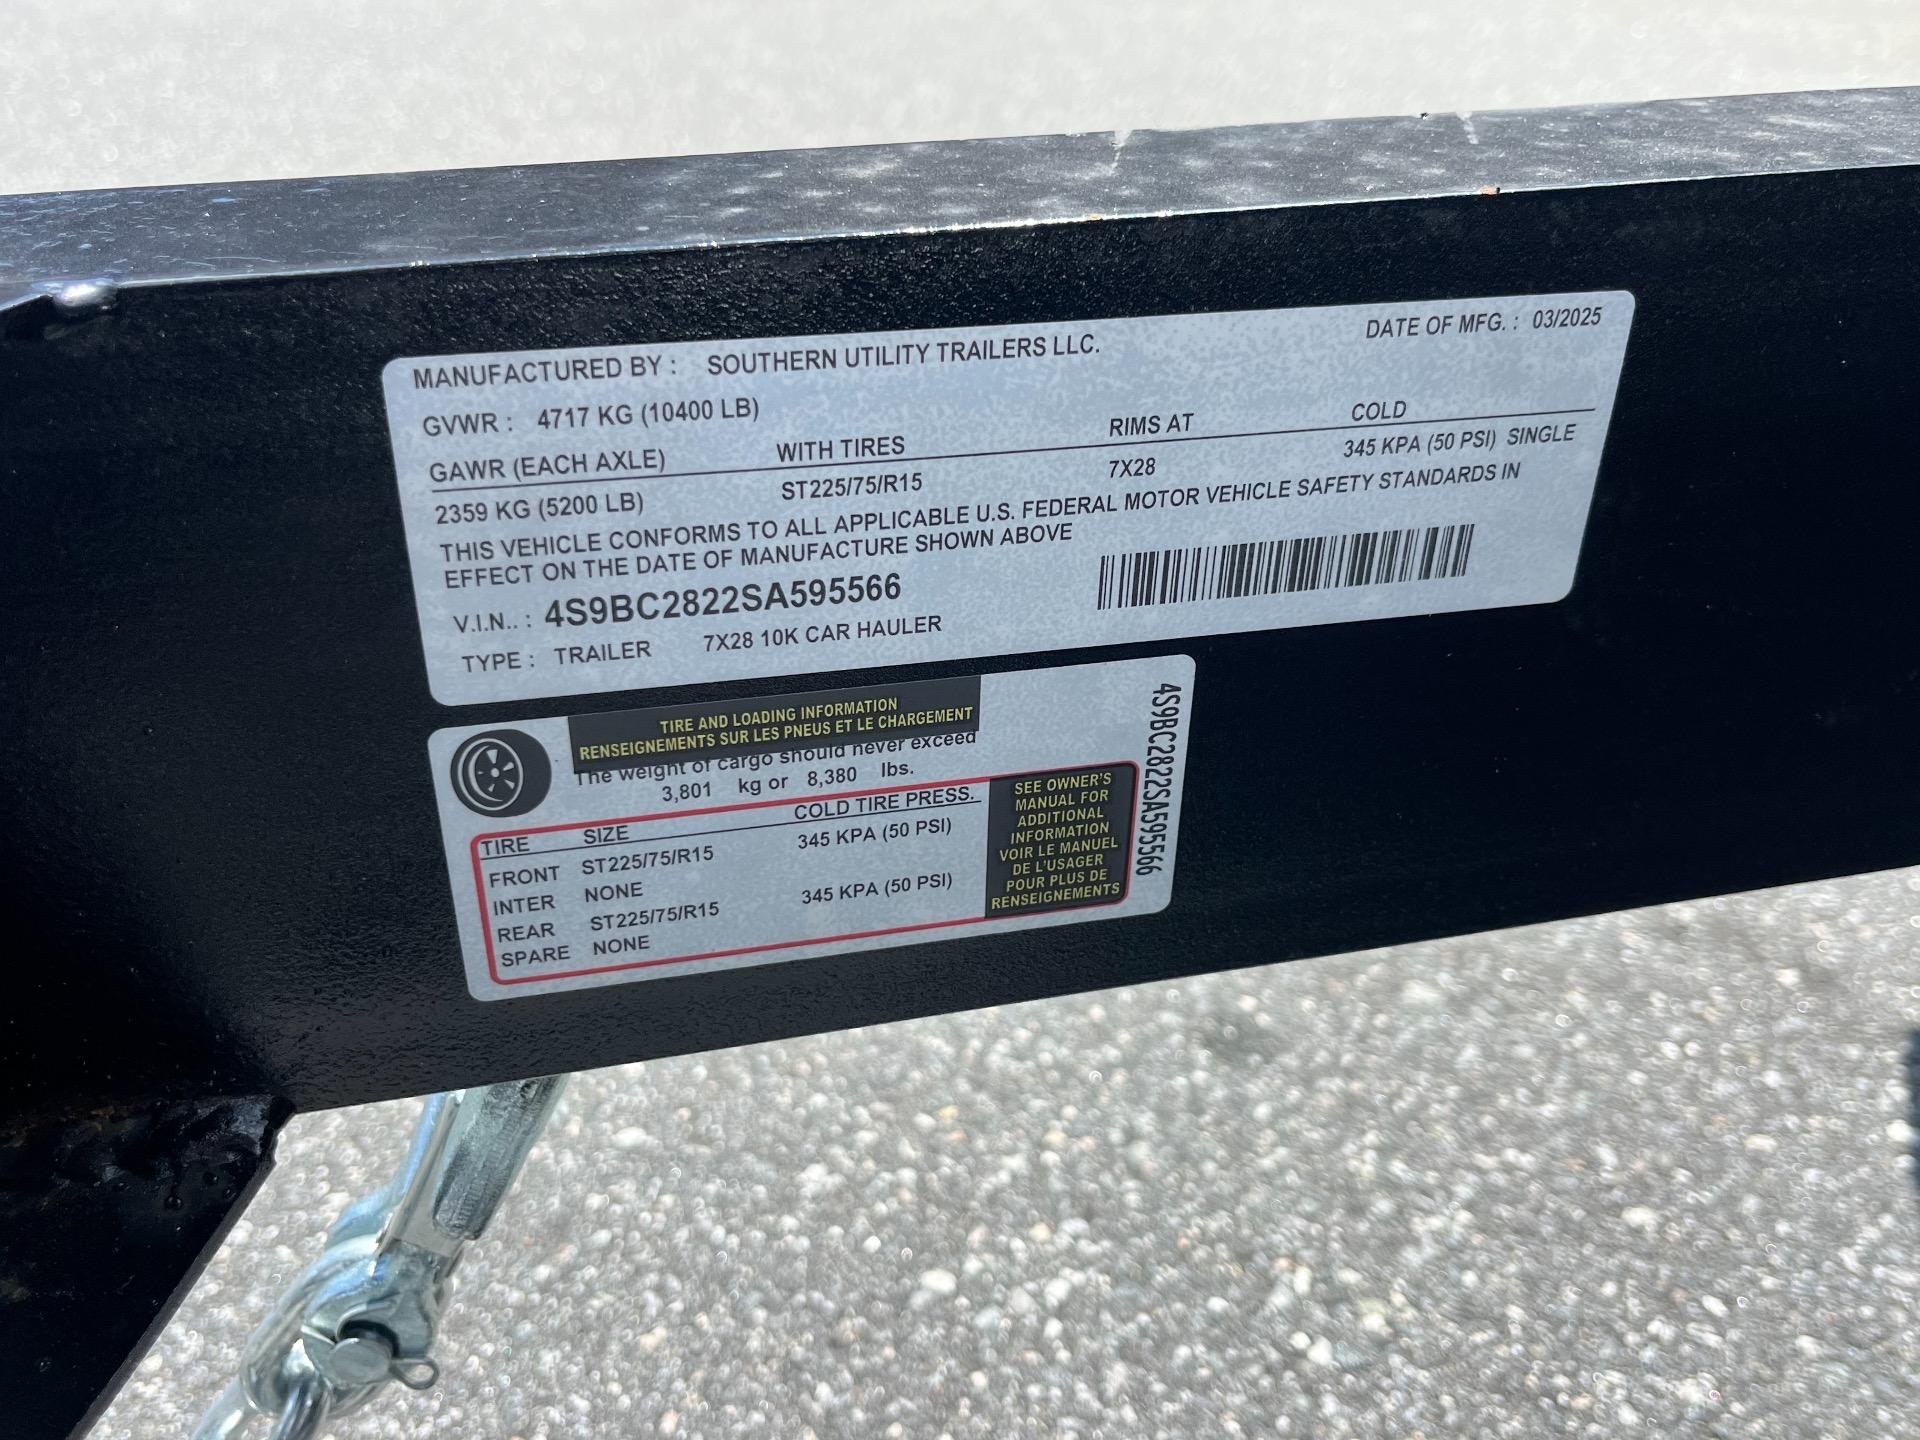 MANUFACTURED BY : SOUTHERN UTILITY TRAILERS LLC. DATE OF MFG. : 03/2025
GVWR : 4717 KG (10400 LB)
GAWR (EACH AXLE) WITH TIRES RIMS AT COLD
2359 KG (5200 LB) ST225/75/R15 7X28 345 KPA (50 PSI) SINGLE
THIS VEHICLE CONFORMS TO ALL APPLICABLE U.S. FEDERAL MOTOR VEHICLE SAFETY STANDARDS IN
EFFECT ON THE DATE OF MANUFACTURE SHOWN ABOVE
V.I.N.. : 4S9BC2822SA595566
TYPE : TRAILER 7X28 10K CAR HAULER
TIRE AND LOADING INFORMATION
RENSEIGNEMENTS SUR LES PNEUS ET LE CHARGEMENT
The weight of cargo should never exceed
3,801 kg or 8,380 lbs.
TIRE SIZE COLD TIRE PRESS.
FRONT ST225/75/R15 345 KPA (50 PSI)
INTER NONE
REAR ST225/75/R15 345 KPA (50 PSI)
SPARE NONE
SEE OWNER'S
MANUAL FOR
ADDITIONAL
INFORMATION
VOIR LE MANUEL
DE L'USAGER
POUR PLUS DE
RENSEIGNEMENTS
4S9BC2822SA595566